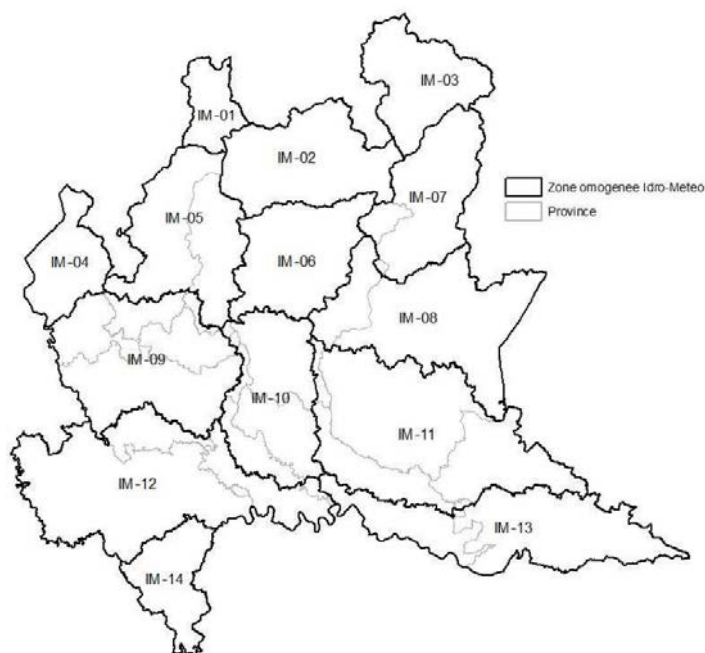 IM-03
IM-01
IM-02
Zone omogenee Idro-Meteo
IM-07
Province
IM-05
IM-04
IM-06
IM-08
IM-09
IM-10
IM-11
IM-12
IM-13
IM-14